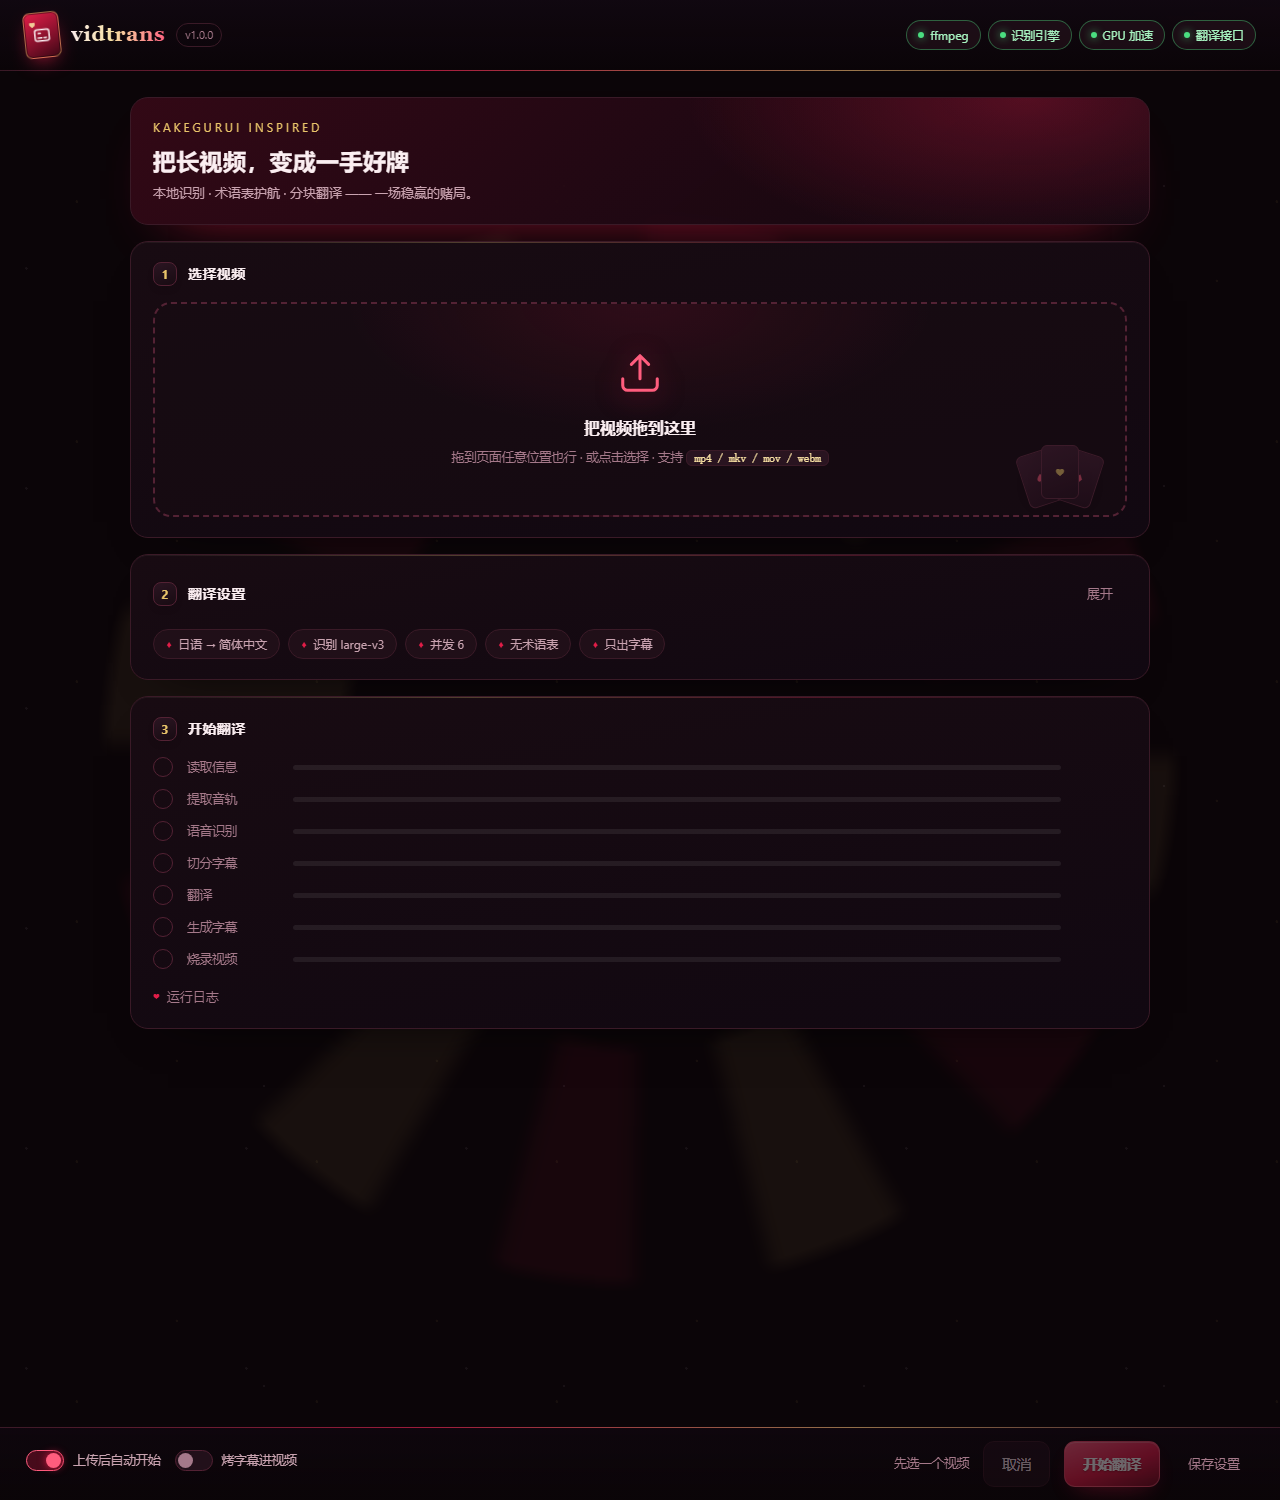 vidtrans v1.0.0 ffmpeg 识别引擎 GPU 加速 翻译接口
KAKEGURUI INSPIRED
把长视频，变成一手好牌
本地识别 · 术语表护航 · 分块翻译 —— 一场稳赢的赌局。
1 选择视频
把视频拖到这里
拖到页面任意位置也行 · 或点击选择 · 支持 mp4 / mkv / mov / webm
2 翻译设置 展开
日语 → 简体中文 识别 large-v3 并发 6 无术语表 只出字幕
3 开始翻译
读取信息
提取音轨
语音识别
切分字幕
翻译
生成字幕
烧录视频
运行日志
上传后自动开始 烤字幕进视频 先选一个视频 取消 开始翻译 保存设置